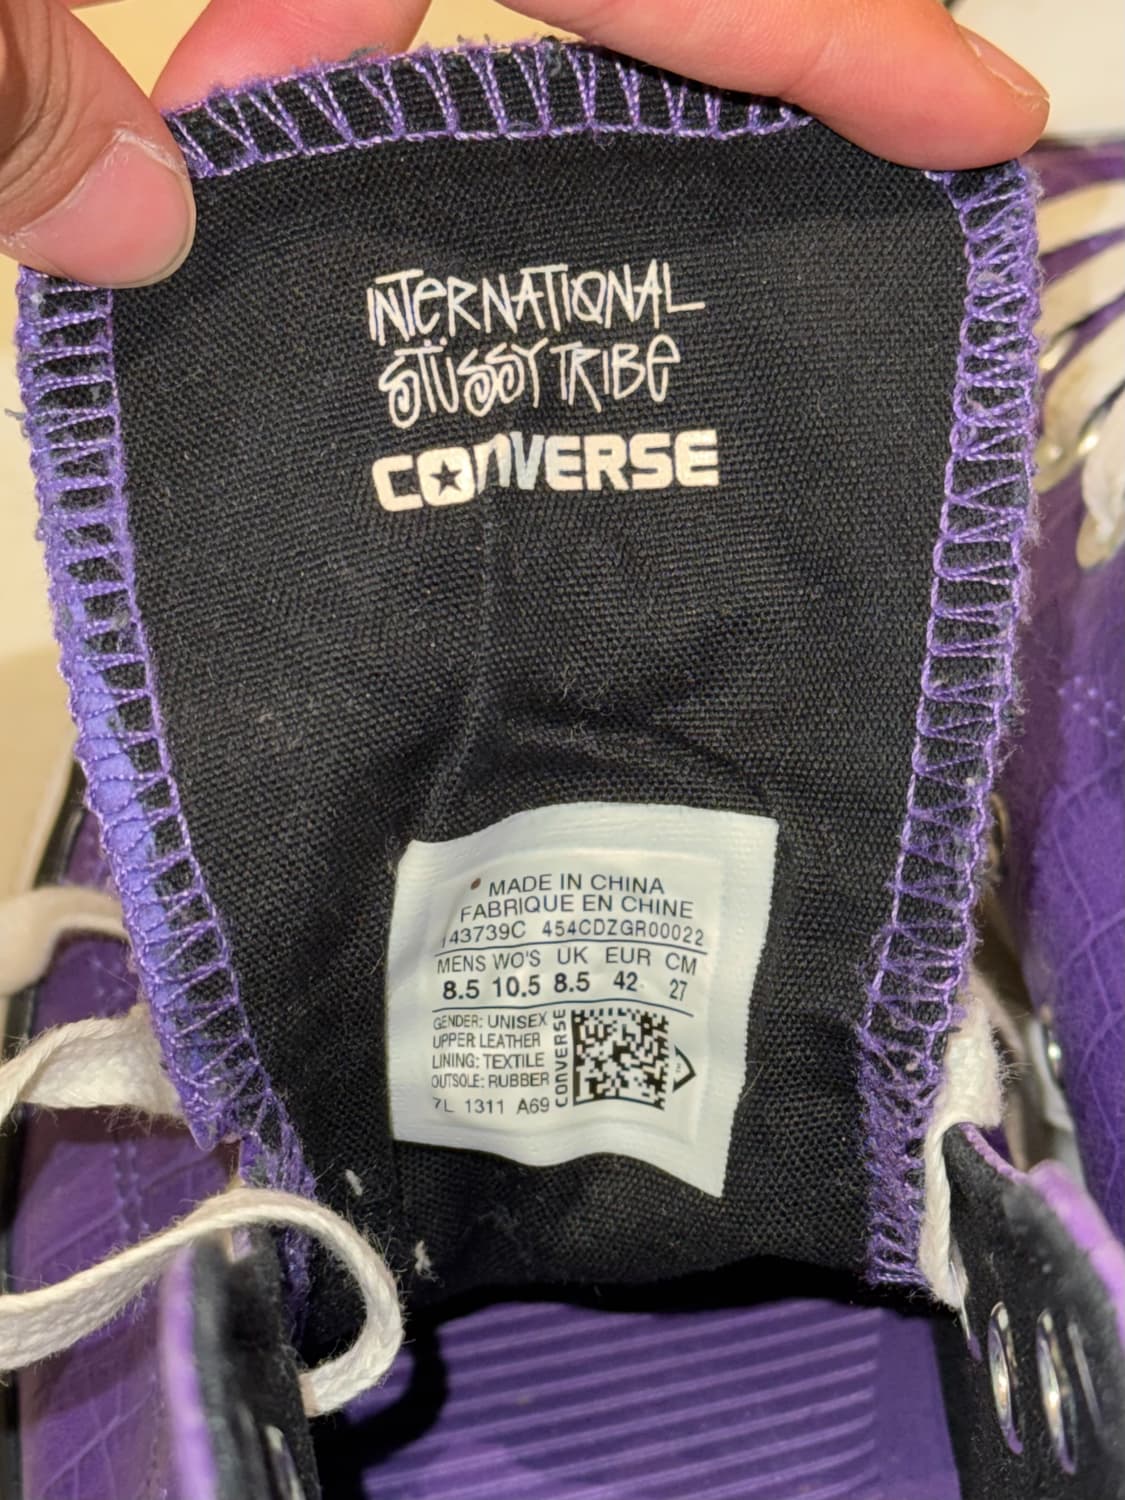 INTERNATIONAL
STÜSSY TRIBE
CONVERSE
MADE IN CHINA
FABRIQUE EN CHINE
143739C 454CDZGR00022
MENS WO'S UK EUR CM
8.5 10.5 8.5 42 27
GENDER: UNISEX
UPPER LEATHER
LINING: TEXTILE
OUTSOLE: RUBBER
7L 1311 A69
CONVERSE